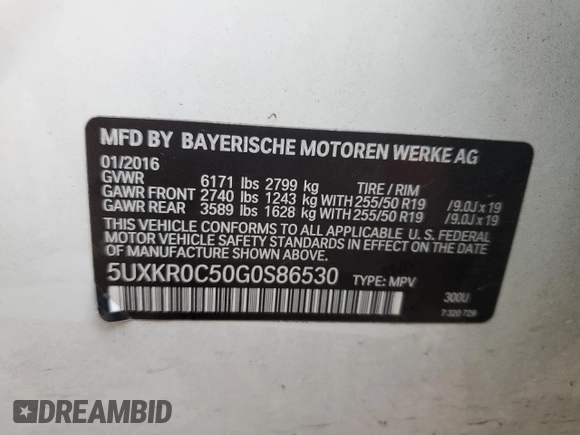 MFD BY BAYERISCHE MOTOREN WERKE AG
01/2016
GVWR 6171 lbs 2799 kg TIRE / RIM
GAWR FRONT 2740 lbs 1243 kg WITH 255/50 R19 /9.0J x 19
GAWR REAR 3589 lbs 1628 kg WITH 255/50 R19 /9.0J x 19
THIS VEHICLE CONFORMS TO ALL APPLICABLE U.S. FEDERAL
MOTOR VEHICLE SAFETY STANDARDS IN EFFECT ON THE DATE
OF MANUFACTURE SHOWN ABOVE.
5UXKR0C50G0S86530 TYPE: MPV
300U
7 320 729
DREAMBID